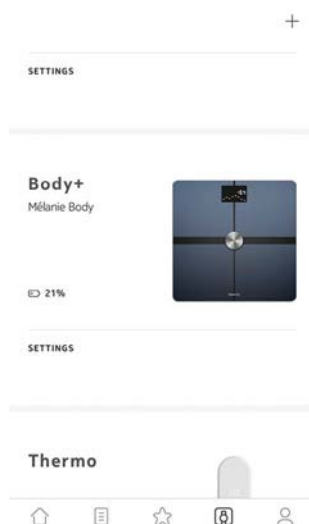 SETTINGS
Body+
Mélanie Body
21%
SETTINGS
Thermo